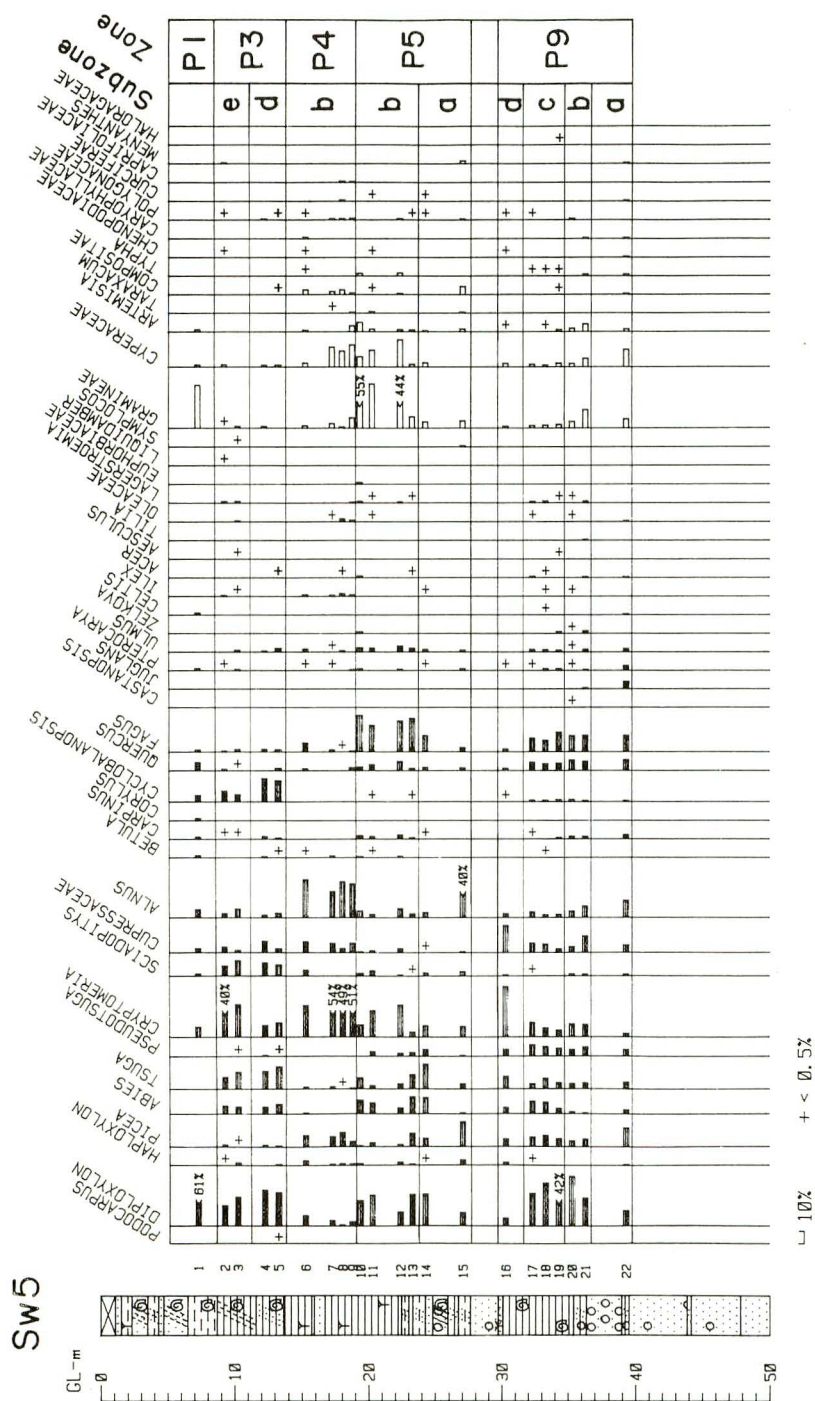 Sw5
GL-m
0
10
20
30
40
50
PODOCARPUS
DIPLOXYLON
HAPLOXYLON
PICEA
ABIES
TSUGA
PSEUDOTSUGA
CRYPTOMERIA
SCIADOPITYS
CUPRESSACEAE
ALNUS
BETULA
CARPINUS
CORYLUS
CYCLOBALANOPSIS
QUERCUS
FAGUS
CASTANOPSIS
JUGLANS
PTEROCARYA
ULMUS
ZELKOVA
CELTIS
ILEX
ACER
AESCULUS
TILIA
OLEACEAE
LAGERSTROEMIA
EUPHORBIACEAE
LIQUIDAMBER
SYMPLOCOS
GRAMINEAE
CYPERACEAE
ARTEMISIA
TARAXACUM
COMPOSITAE
TYPHA
CHENOPODIACEAE
CARYOPHYLLACEAE
POLYGONACEAE
CURCIFERAE
CAPRIFOLIACEAE
MENYANTHES
HALORAGACEAE
Subzone
Zone
1
2
3
4
5
6
7
8
9
10
11
12
13
14
15
16
17
18
19
20
21
22
61%
42%
40%
54%
49%
51%
40%
55%
44%
e
d
b
b
a
d
c
b
a
P1
P3
P4
P5
P9
10%
+ < 0.5%